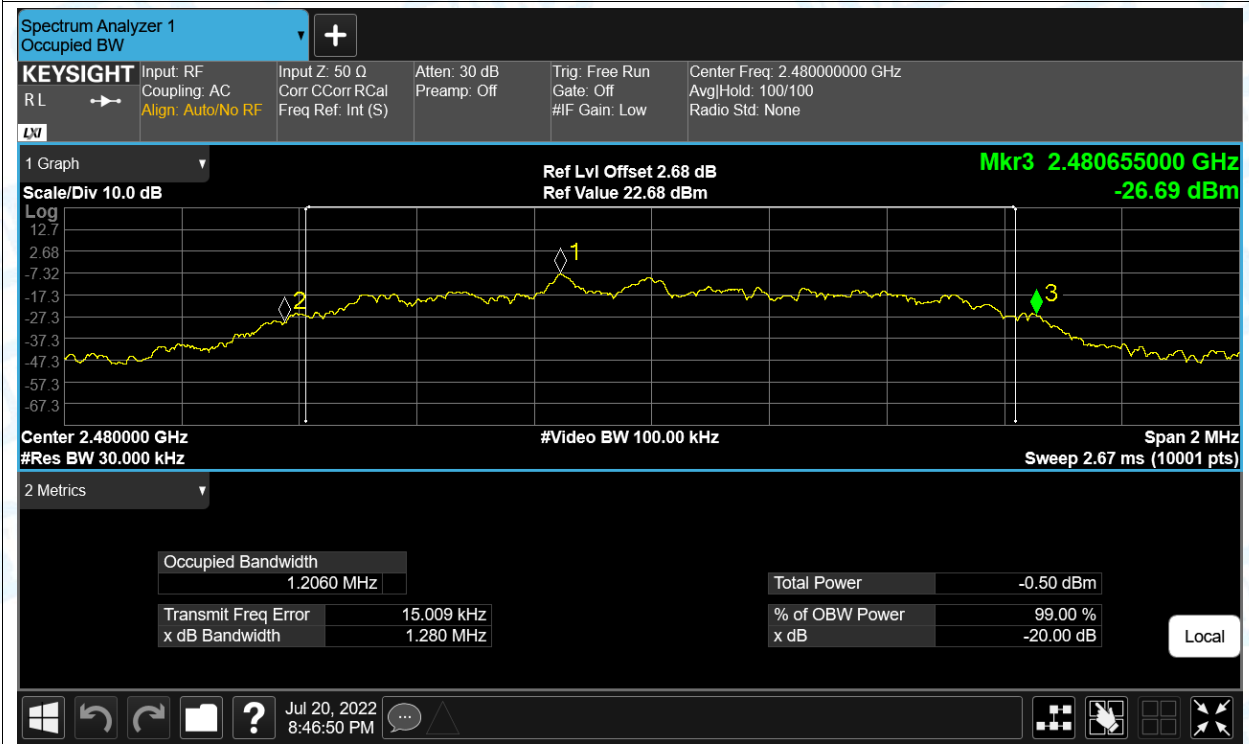 Spectrum Analyzer 1
Occupied BW
KEYSIGHT
R L
LXI
Input: RF
Coupling: AC
Align: Auto/No RF
Input Z: 50 Ω
Corr CCorr RCal
Freq Ref: Int (S)
Atten: 30 dB
Preamp: Off
Trig: Free Run
Gate: Off
#IF Gain: Low
Center Freq: 2.480000000 GHz
Avg|Hold: 100/100
Radio Std: None
1 Graph
Scale/Div 10.0 dB
Ref Lvl Offset 2.68 dB
Ref Value 22.68 dBm
Mkr3 2.480655000 GHz
-26.69 dBm
Log
12.7
2.68
-7.32
-17.3
-27.3
-37.3
-47.3
-57.3
-67.3
1
2
3
Center 2.480000 GHz
#Video BW 100.00 kHz
Span 2 MHz
#Res BW 30.000 kHz
Sweep 2.67 ms (10001 pts)
2 Metrics
Occupied Bandwidth
1.2060 MHz
Transmit Freq Error 15.009 kHz
x dB Bandwidth 1.280 MHz
Total Power -0.50 dBm
% of OBW Power 99.00 %
x dB -20.00 dB
Local
?
Jul 20, 2022
8:46:50 PM